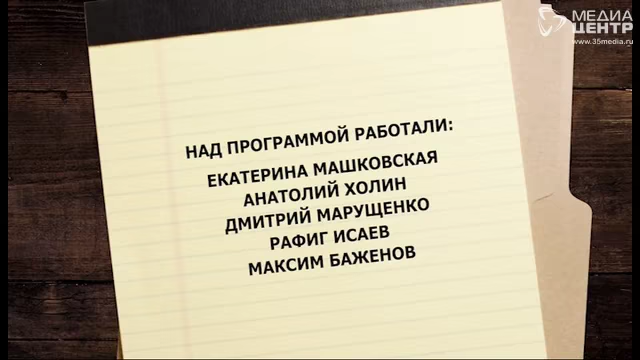 МЕДИА
ЦЕНТР
www.35media.ru
НАД ПРОГРАММОЙ РАБОТАЛИ:
ЕКАТЕРИНА МАШКОВСКАЯ
АНАТОЛИЙ ХОЛИН
ДМИТРИЙ МАРУЩЕНКО
РАФИГ ИСАЕВ
МАКСИМ БАЖЕНОВ